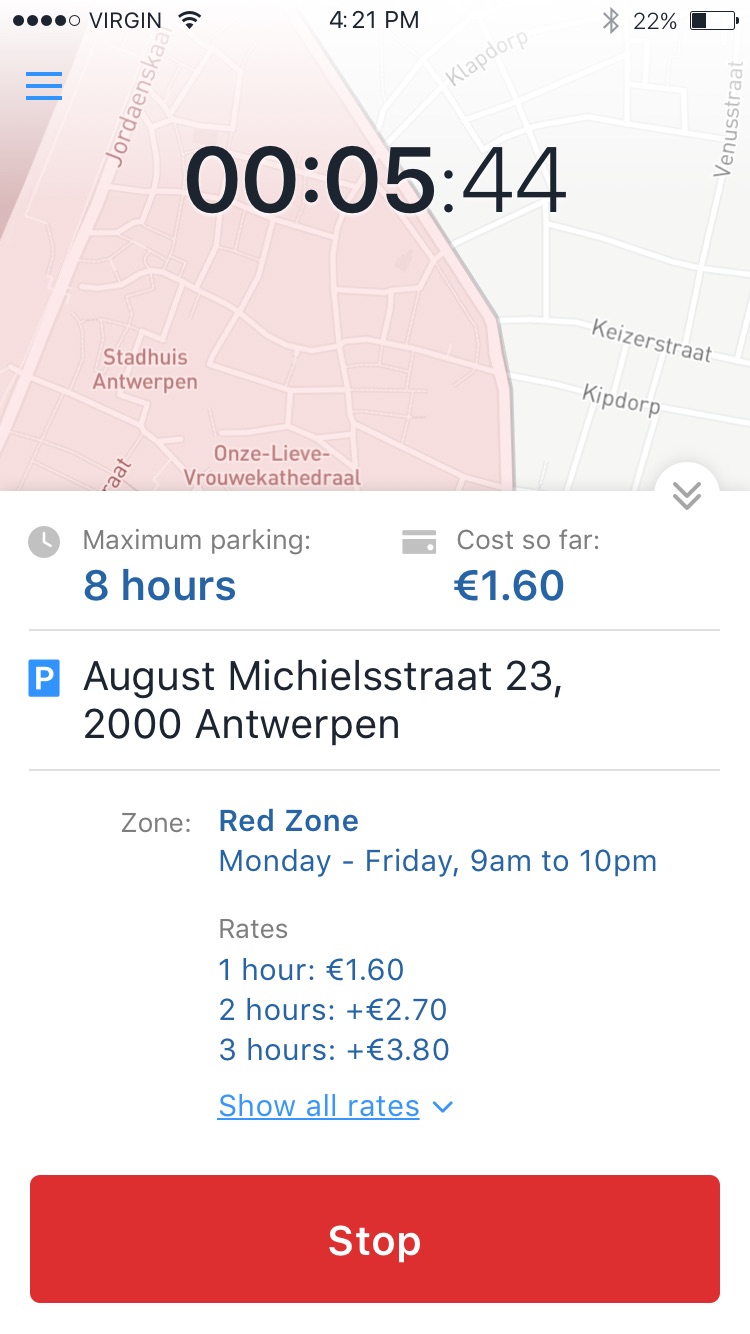 VIRGIN 4:21 PM 22%
Klapdorp
Jordaenskaai
Venusstraat
00:05:44
Keizerstraat
Stadhuis
Antwerpen
Kipdorp
Onze-Lieve-
Vrouwekathedraal
raat
Maximum parking:
8 hours
Cost so far:
€1.60
P
August Michielsstraat 23,
2000 Antwerpen
Zone:
Red Zone
Monday - Friday, 9am to 10pm
Rates
1 hour: €1.60
2 hours: +€2.70
3 hours: +€3.80
Show all rates
Stop